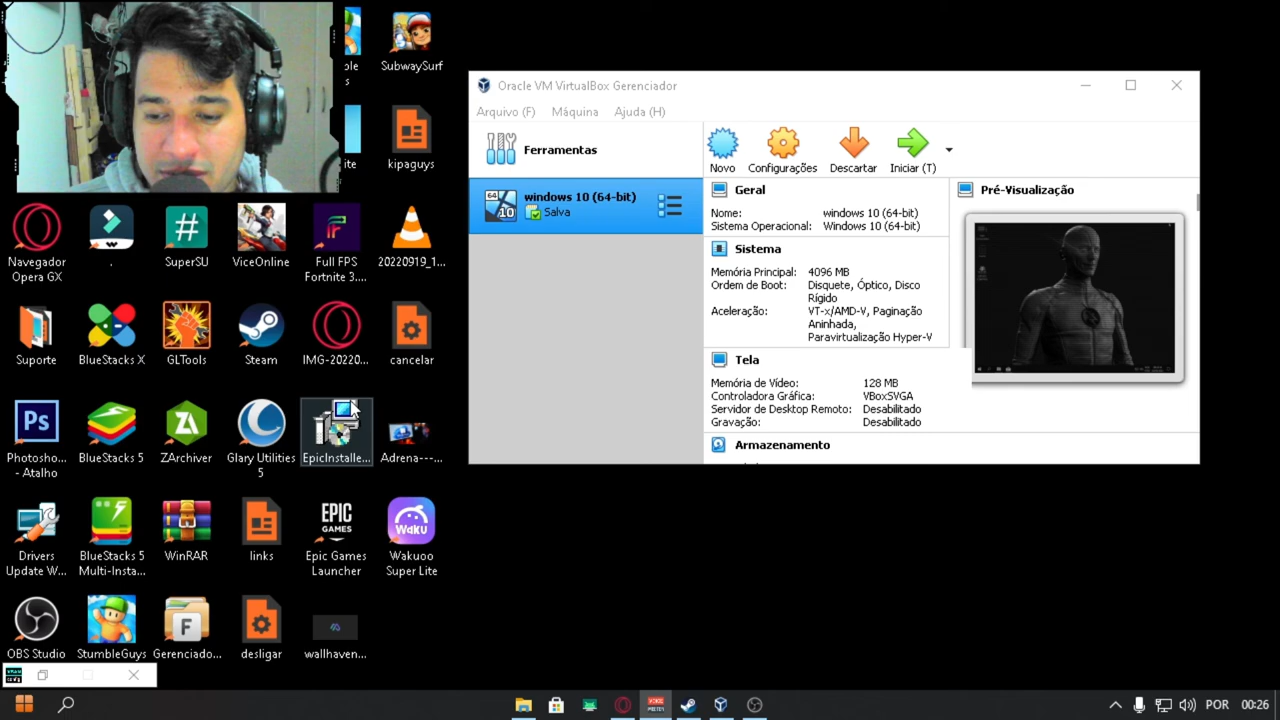 ole
s
SubwaySurf
ite
kipaguys
Navegador
Opera GX
.
SuperSU
ViceOnline
Full FPS
Fortnite 3....
20220919_1...
Suporte
BlueStacks X
GLTools
Steam
IMG-20220...
cancelar
Ps
Photosho...
- Atalho
BlueStacks 5
ZArchiver
Glary Utilities
5
EpicInstalle...
Adrena---...
Drivers
Update W...
BlueStacks 5
Multi-Insta...
WinRAR
links
EPIC
GAMES
Epic Games
Launcher
Waku
Wakuoo
Super Lite
OBS Studio
StumbleGuys
F
Gerenciado...
desligar
wallhaven...
Oracle VM VirtualBox Gerenciador
Arquivo (F) Máquina Ajuda (H)
Ferramentas
Novo Configurações Descartar Iniciar (T)
64
10
windows 10 (64-bit)
Salva
Geral
Nome: windows 10 (64-bit)
Sistema Operacional: Windows 10 (64-bit)
Sistema
Memória Principal: 4096 MB
Ordem de Boot: Disquete, Óptico, Disco
Rígido
Aceleração: VT-x/AMD-V, Paginação
Aninhada,
Paravirtualização Hyper-V
Tela
Memória de Vídeo: 128 MB
Controladora Gráfica: VBoxSVGA
Servidor de Desktop Remoto: Desabilitado
Gravação: Desabilitado
Armazenamento
Pré-Visualização
POR 00:26